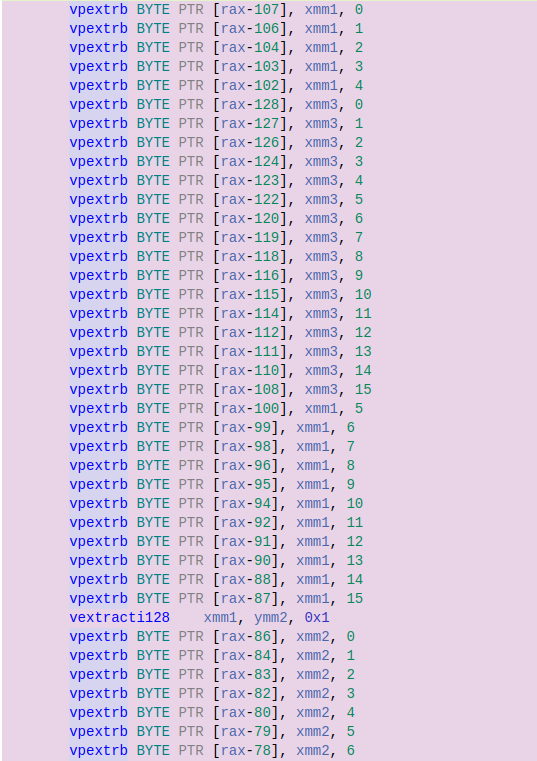 vpextrb BYTE PTR [rax-107], xmm1, 0
vpextrb BYTE PTR [rax-106], xmm1, 1
vpextrb BYTE PTR [rax-104], xmm1, 2
vpextrb BYTE PTR [rax-103], xmm1, 3
vpextrb BYTE PTR [rax-102], xmm1, 4
vpextrb BYTE PTR [rax-128], xmm3, 0
vpextrb BYTE PTR [rax-127], xmm3, 1
vpextrb BYTE PTR [rax-126], xmm3, 2
vpextrb BYTE PTR [rax-124], xmm3, 3
vpextrb BYTE PTR [rax-123], xmm3, 4
vpextrb BYTE PTR [rax-122], xmm3, 5
vpextrb BYTE PTR [rax-120], xmm3, 6
vpextrb BYTE PTR [rax-119], xmm3, 7
vpextrb BYTE PTR [rax-118], xmm3, 8
vpextrb BYTE PTR [rax-116], xmm3, 9
vpextrb BYTE PTR [rax-115], xmm3, 10
vpextrb BYTE PTR [rax-114], xmm3, 11
vpextrb BYTE PTR [rax-112], xmm3, 12
vpextrb BYTE PTR [rax-111], xmm3, 13
vpextrb BYTE PTR [rax-110], xmm3, 14
vpextrb BYTE PTR [rax-108], xmm3, 15
vpextrb BYTE PTR [rax-100], xmm1, 5
vpextrb BYTE PTR [rax-99], xmm1, 6
vpextrb BYTE PTR [rax-98], xmm1, 7
vpextrb BYTE PTR [rax-96], xmm1, 8
vpextrb BYTE PTR [rax-95], xmm1, 9
vpextrb BYTE PTR [rax-94], xmm1, 10
vpextrb BYTE PTR [rax-92], xmm1, 11
vpextrb BYTE PTR [rax-91], xmm1, 12
vpextrb BYTE PTR [rax-90], xmm1, 13
vpextrb BYTE PTR [rax-88], xmm1, 14
vpextrb BYTE PTR [rax-87], xmm1, 15
vextracti128    xmm1, ymm2, 0x1
vpextrb BYTE PTR [rax-86], xmm2, 0
vpextrb BYTE PTR [rax-84], xmm2, 1
vpextrb BYTE PTR [rax-83], xmm2, 2
vpextrb BYTE PTR [rax-82], xmm2, 3
vpextrb BYTE PTR [rax-80], xmm2, 4
vpextrb BYTE PTR [rax-79], xmm2, 5
vpextrb BYTE PTR [rax-78], xmm2, 6